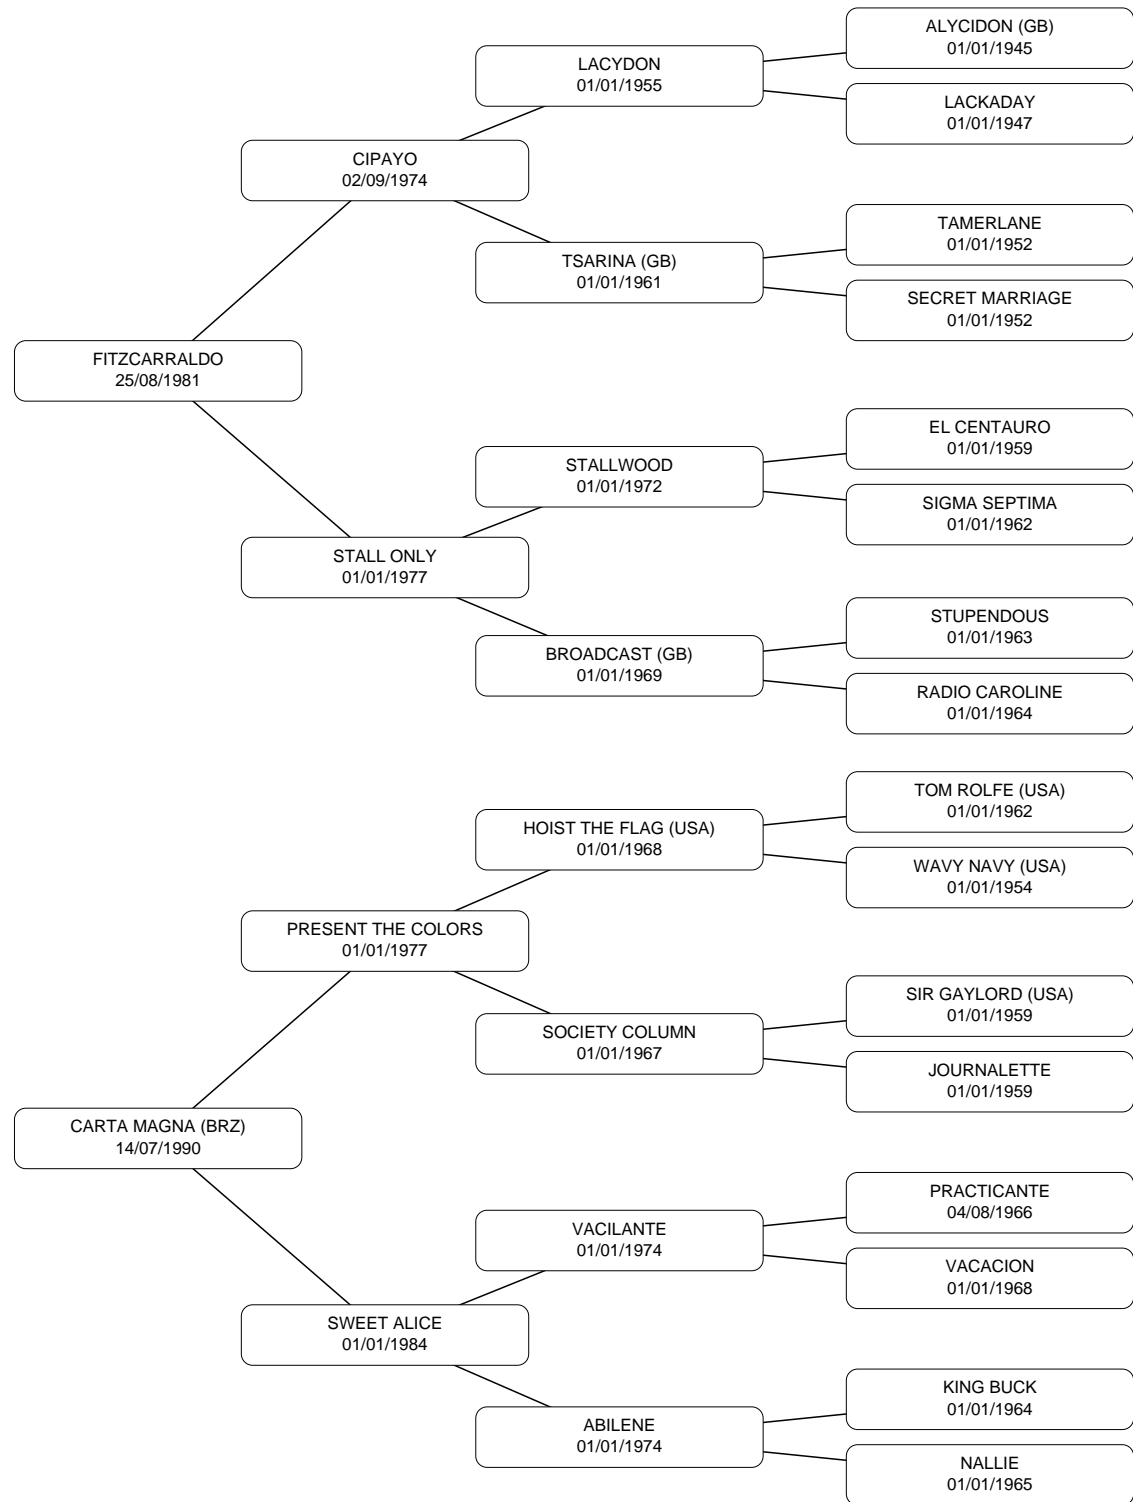 ALYCIDON (GB)
01/01/1945
LACYDON
01/01/1955
LACKADAY
01/01/1947
CIPAYO
02/09/1974
TAMERLANE
01/01/1952
TSARINA (GB)
01/01/1961
SECRET MARRIAGE
01/01/1952
FITZCARRALDO
25/08/1981
EL CENTAURO
01/01/1959
STALLWOOD
01/01/1972
SIGMA SEPTIMA
01/01/1962
STALL ONLY
01/01/1977
STUPENDOUS
01/01/1963
BROADCAST (GB)
01/01/1969
RADIO CAROLINE
01/01/1964
TOM ROLFE (USA)
01/01/1962
HOIST THE FLAG (USA)
01/01/1968
WAVY NAVY (USA)
01/01/1954
PRESENT THE COLORS
01/01/1977
SIR GAYLORD (USA)
01/01/1959
SOCIETY COLUMN
01/01/1967
JOURNALETTE
01/01/1959
CARTA MAGNA (BRZ)
14/07/1990
PRACTICANTE
04/08/1966
VACILANTE
01/01/1974
VACACION
01/01/1968
SWEET ALICE
01/01/1984
KING BUCK
01/01/1964
ABILENE
01/01/1974
NALLIE
01/01/1965